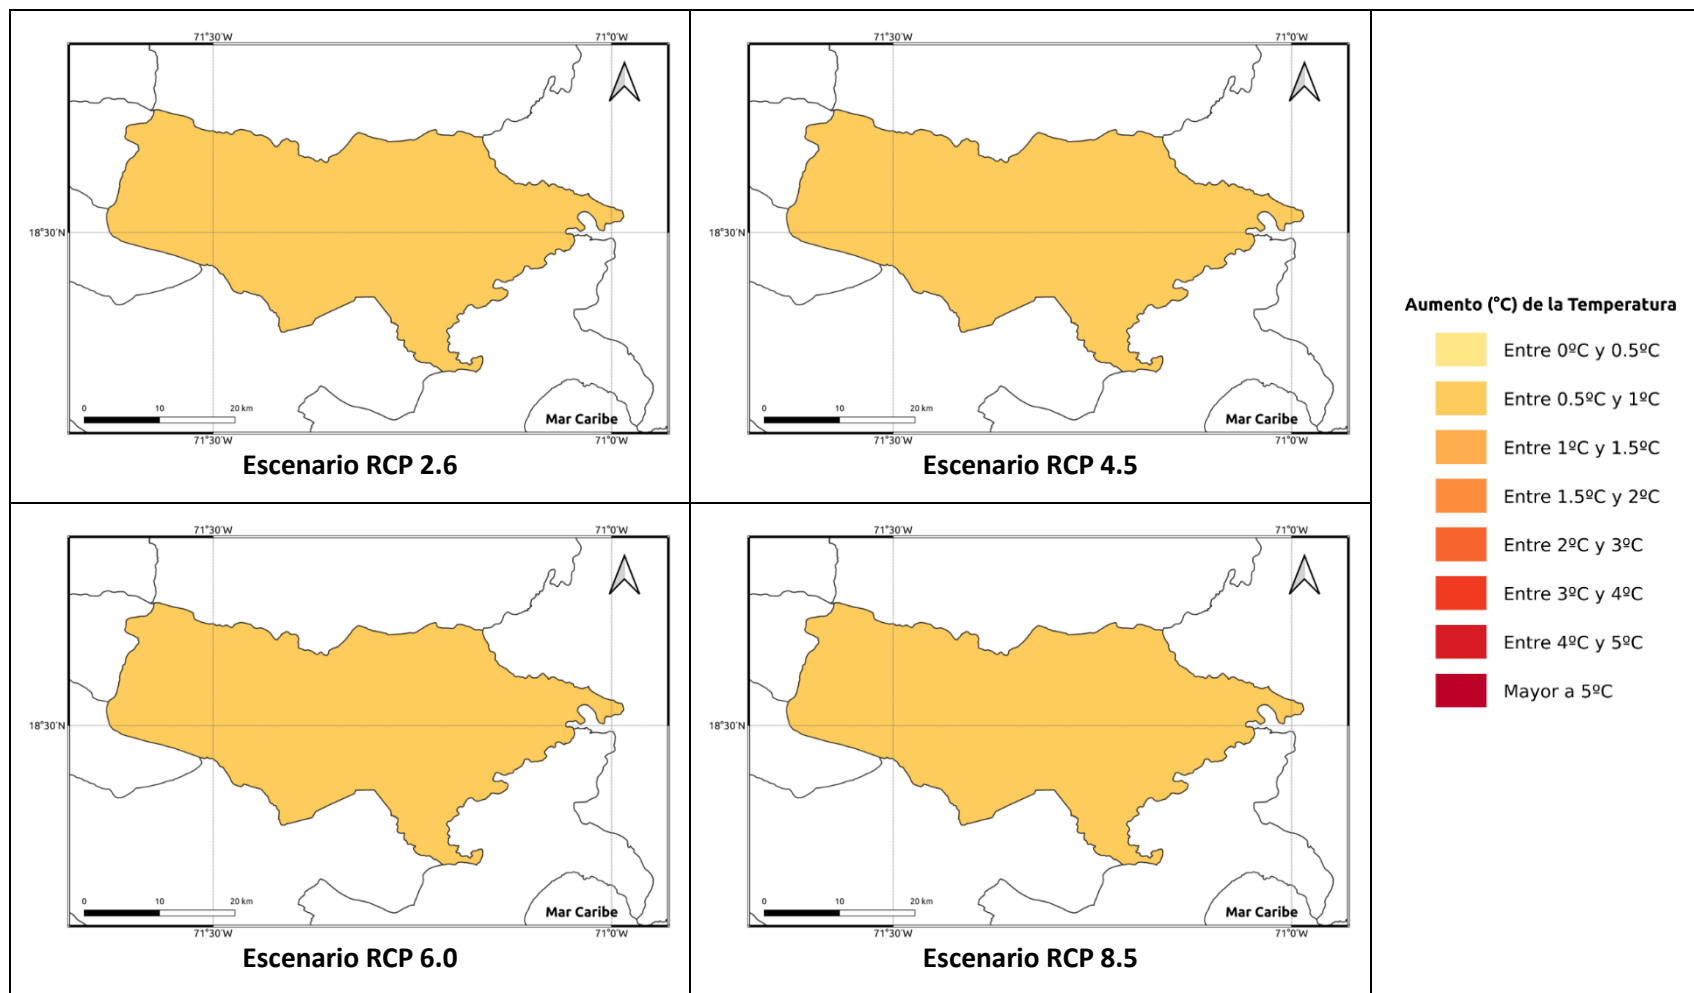 71°30'W 71°0'W
18°30'N
0 10 20 km
Mar Caribe
71°30'W 71°0'W
Escenario RCP 2.6
71°30'W 71°0'W
18°30'N
0 10 20 km
Mar Caribe
71°30'W 71°0'W
Escenario RCP 4.5
71°30'W 71°0'W
18°30'N
0 10 20 km
Mar Caribe
71°30'W 71°0'W
Escenario RCP 6.0
71°30'W 71°0'W
18°30'N
0 10 20 km
Mar Caribe
71°30'W 71°0'W
Escenario RCP 8.5
Aumento (°C) de la Temperatura
Entre 0ºC y 0.5ºC
Entre 0.5ºC y 1ºC
Entre 1ºC y 1.5ºC
Entre 1.5ºC y 2ºC
Entre 2ºC y 3ºC
Entre 3ºC y 4ºC
Entre 4ºC y 5ºC
Mayor a 5ºC